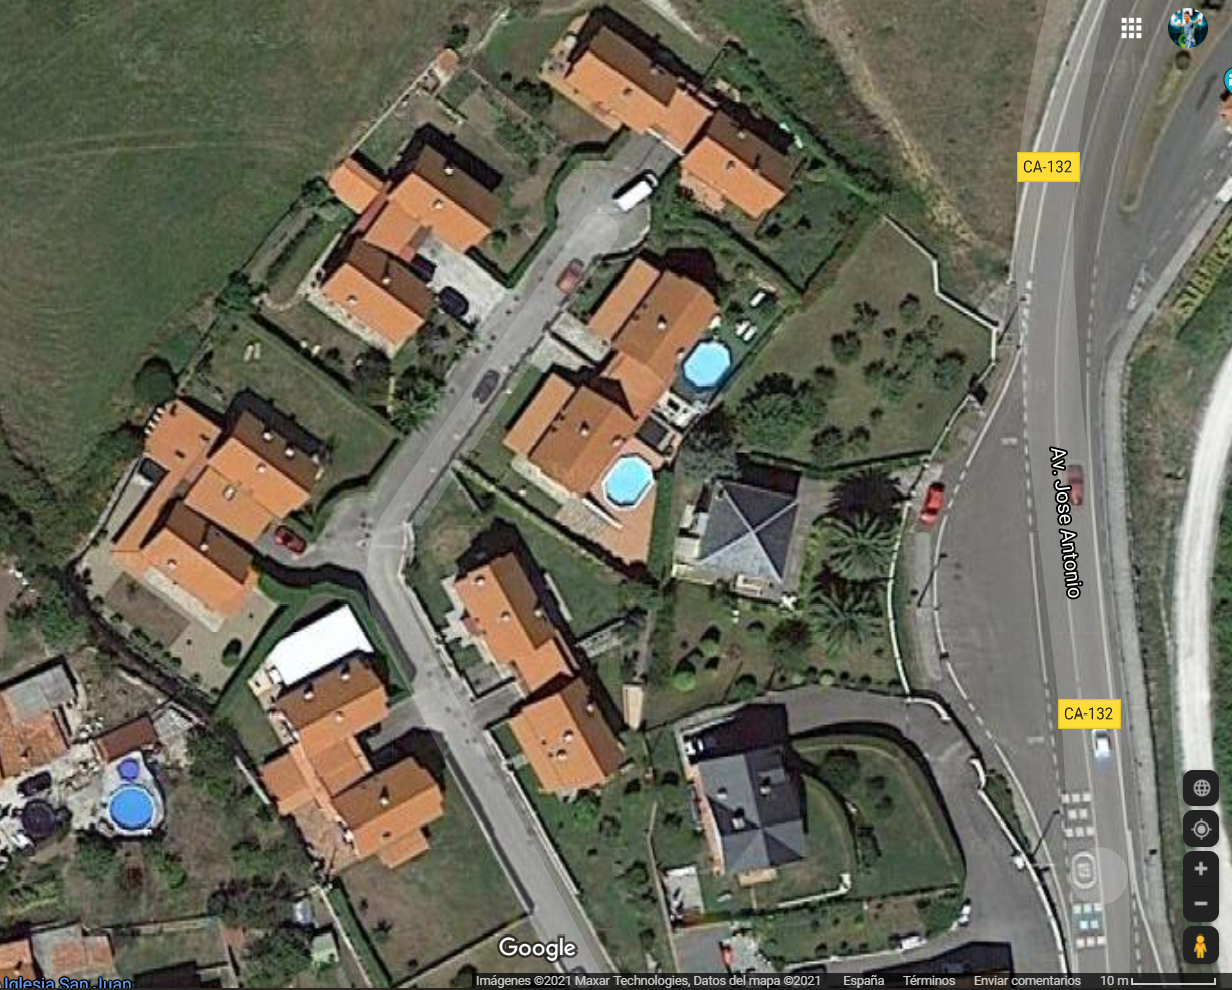 CA-132
Av. Jose Antonio
CA-132
Google
Iglesia San Juan
Imágenes ©2021 Maxar Technologies, Datos del mapa ©2021 España Términos Enviar comentarios 10 m